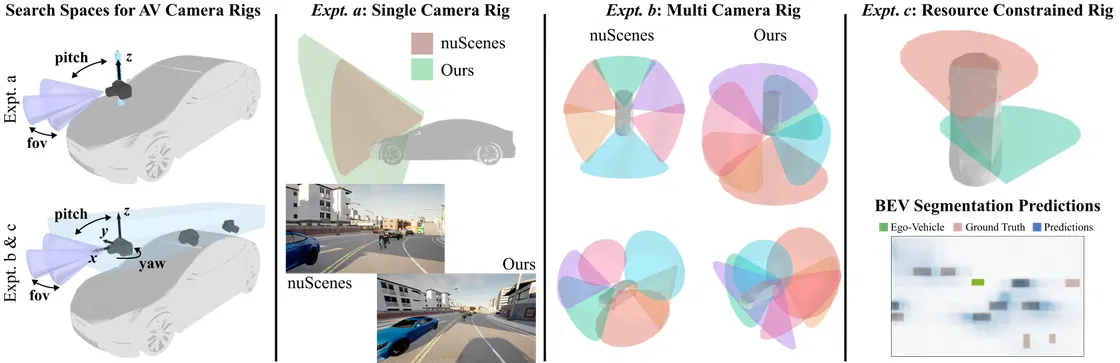 Search Spaces for AV Camera Rigs
Expt. a
pitch
z
fov
Expt. b & c
pitch
z
y
x
yaw
fov
Expt. a: Single Camera Rig
nuScenes
Ours
nuScenes
Ours
Expt. b: Multi Camera Rig
nuScenes
Ours
Expt. c: Resource Constrained Rig
BEV Segmentation Predictions
Ego-Vehicle
Ground Truth
Predictions